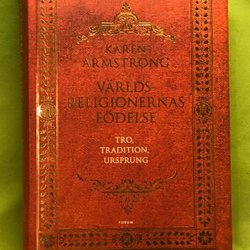 KAREN
ARMSTRONG
VÄRLDS-
RELIGIONERNAS
FÖDELSE
TRO,
TRADITION,
URSPRUNG
FORUM